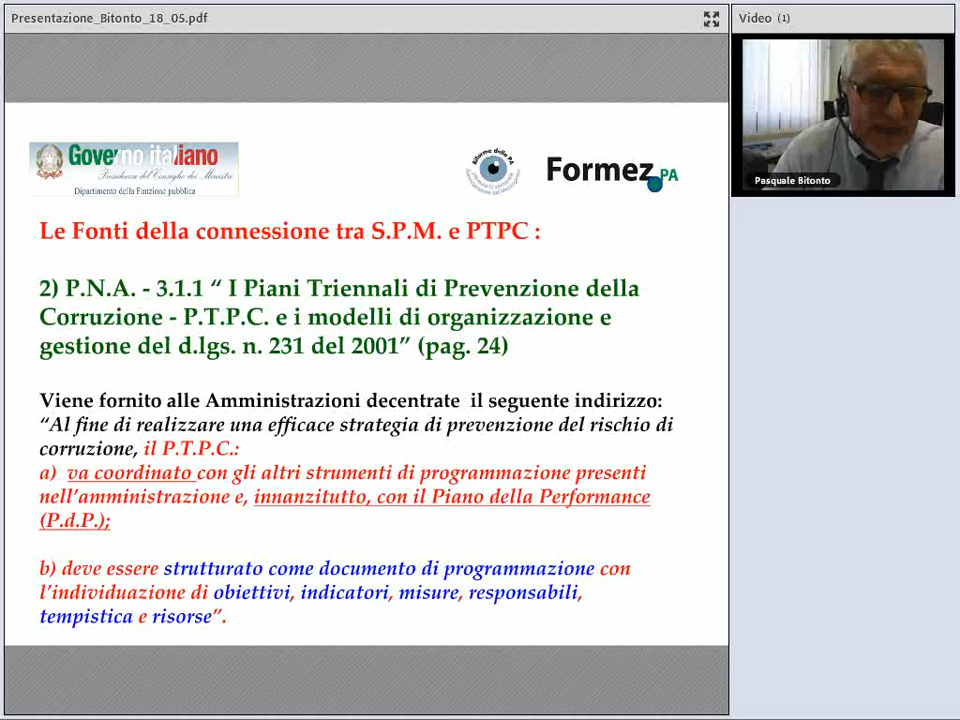 Presentazione_Bitonto_18_05.pdf
Video (1)
Pasquale Bitonto
Governo italiano
Presidenza del Consiglio dei Ministri
Dipartimento della Funzione pubblica
Riforme della PA
Formez PA
Le Fonti della connessione tra S.P.M. e PTPC :
2) P.N.A. - 3.1.1 “ I Piani Triennali di Prevenzione della
Corruzione - P.T.P.C. e i modelli di organizzazione e
gestione del d.lgs. n. 231 del 2001” (pag. 24)
Viene fornito alle Amministrazioni decentrate il seguente indirizzo:
“Al fine di realizzare una efficace strategia di prevenzione del rischio di
corruzione, il P.T.P.C.:
a) va coordinato con gli altri strumenti di programmazione presenti
nell’amministrazione e, innanzitutto, con il Piano della Performance
(P.d.P.);
b) deve essere strutturato come documento di programmazione con
l’individuazione di obiettivi, indicatori, misure, responsabili,
tempistica e risorse”.